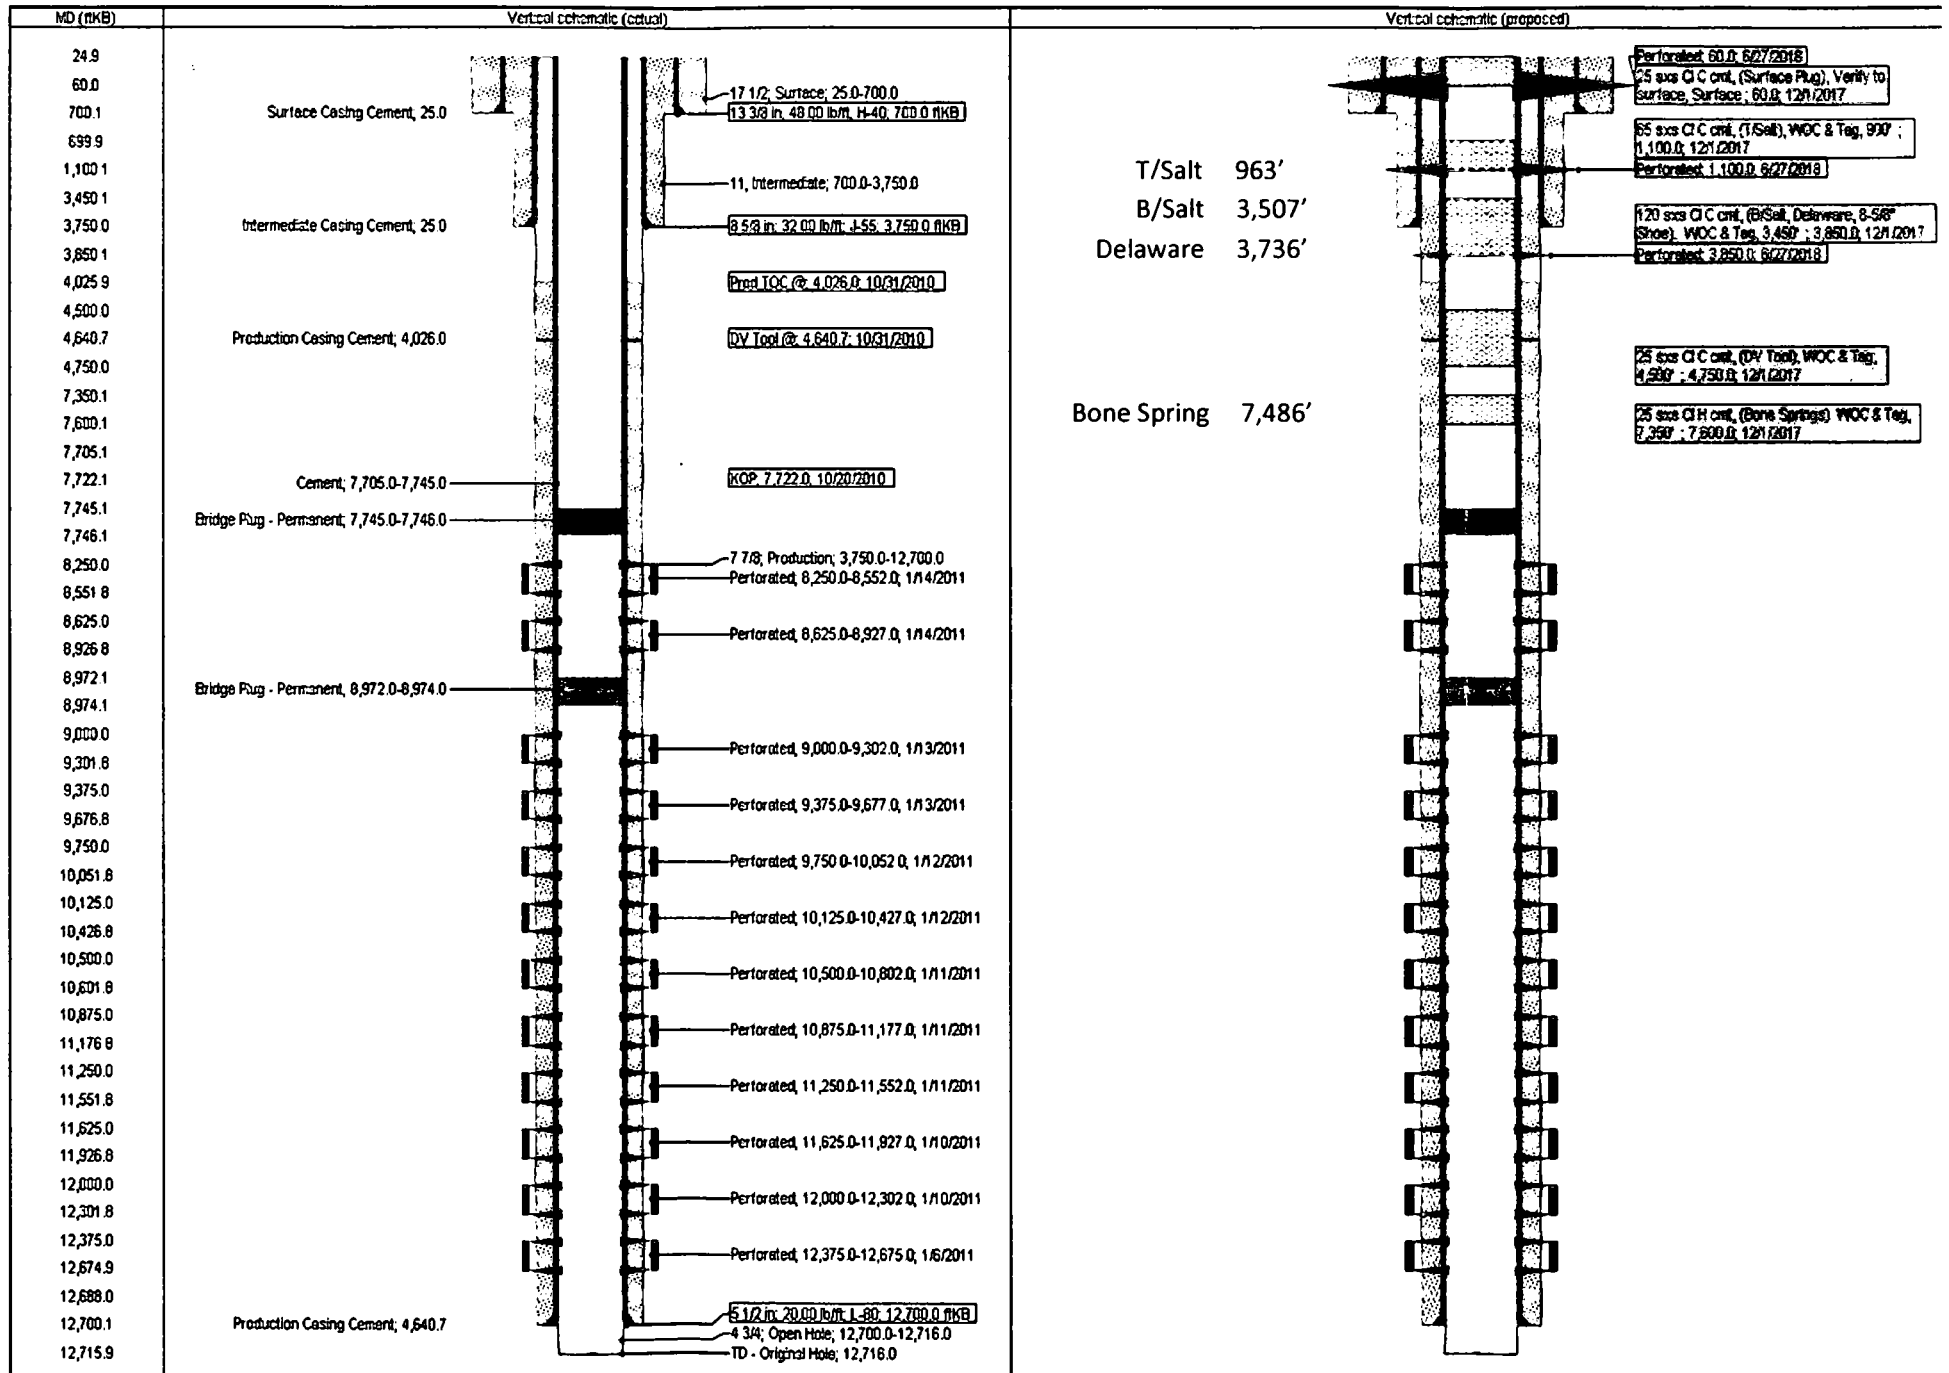 MD (ftKB)
Vertical schematic (actual)
Vertical schematic (proposed)
24.9
60.0
700.1
899.9
1,100.1
3,450.1
3,750.0
3,850.1
4,025.9
4,500.0
4,640.7
4,750.0
7,350.1
7,600.1
7,705.1
7,722.1
7,745.1
7,746.1
8,250.0
8,551.8
8,625.0
8,926.8
8,972.1
8,974.1
9,000.0
9,301.8
9,375.0
9,676.8
9,750.0
10,051.8
10,125.0
10,426.8
10,500.0
10,801.8
10,875.0
11,176.8
11,250.0
11,551.8
11,625.0
11,926.8
12,000.0
12,301.8
12,375.0
12,674.9
12,688.0
12,700.1
12,715.9
Surface Casing Cement; 25.0
Intermediate Casing Cement; 25.0
Production Casing Cement; 4,026.0
Cement; 7,705.0-7,745.0
Bridge Plug - Permanent; 7,745.0-7,746.0
Bridge Plug - Permanent; 8,972.0-8,974.0
Production Casing Cement; 4,640.7
17 1/2; Surface; 25.0-700.0
13 3/8 in; 48.00 lb/ft; H-40; 700.0 ftKB
11, Intermediate; 700.0-3,750.0
8 5/8 in; 32.00 lb/ft; J-55; 3,750.0 ftKB
Prod TOC @; 4,026.0; 10/31/2010
DV Tool @; 4,640.7; 10/31/2010
KOP; 7,722.0; 10/20/2010
7 7/8; Production; 3,750.0-12,700.0
Perforated; 8,250.0-8,552.0; 1/14/2011
Perforated; 8,625.0-8,927.0; 1/14/2011
Perforated; 9,000.0-9,302.0; 1/13/2011
Perforated; 9,375.0-9,677.0; 1/13/2011
Perforated; 9,750.0-10,052.0; 1/12/2011
Perforated; 10,125.0-10,427.0; 1/12/2011
Perforated; 10,500.0-10,802.0; 1/11/2011
Perforated; 10,875.0-11,177.0; 1/11/2011
Perforated; 11,250.0-11,552.0; 1/11/2011
Perforated; 11,625.0-11,927.0; 1/10/2011
Perforated; 12,000.0-12,302.0; 1/10/2011
Perforated; 12,375.0-12,675.0; 1/6/2011
5 1/2 in; 20.00 lb/ft; L-80; 12,700.0 ftKB
4 3/4; Open Hole; 12,700.0-12,716.0
TD - Original Hole; 12,716.0
T/Salt 963'
B/Salt 3,507'
Delaware 3,736'
Bone Spring 7,486'
Perforated; 60.0; 6/27/2018
25 sxs Cl C cmt, (Surface Plug), Verify to
surface, Surface ; 60.0; 12/1/2017
65 sxs Cl C cmt, (T/Salt), WOC & Tag, 900' ;
1,100.0; 12/1/2017
Perforated; 1,100.0; 6/27/2018
120 sxs Cl C cmt, (B/Salt, Delaware, 8-5/8"
Shoe), WOC & Tag, 3,450' ; 3,850.0; 12/1/2017
Perforated; 3,850.0; 6/27/2018
25 sxs Cl C cmt, (DV Tool), WOC & Tag,
4,500' ; 4,750.0; 12/1/2017
25 sxs Cl H cmt, (Bone Springs) WOC & Tag,
7,350' ; 7,600.0; 12/1/2017